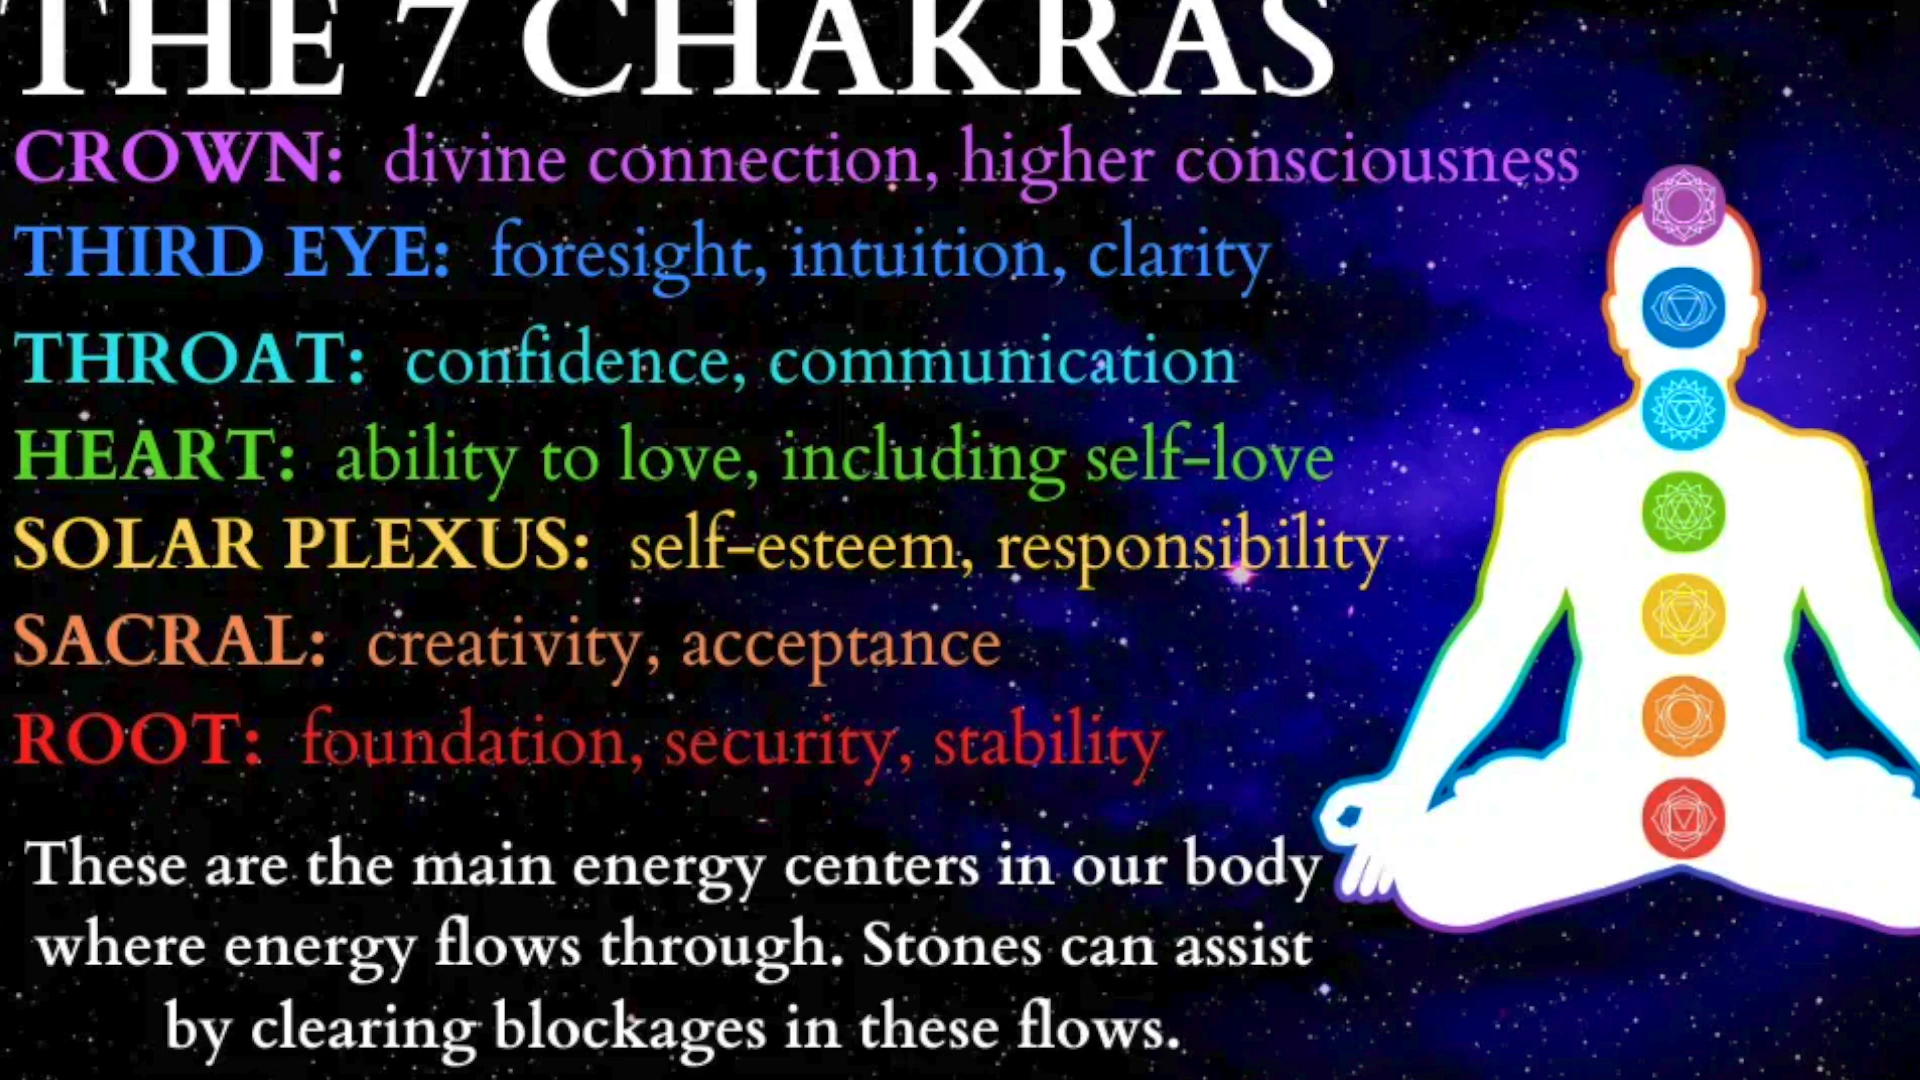 THE 7 CHAKRAS
CROWN: divine connection, higher consciousness
THIRD EYE: foresight, intuition, clarity
THROAT: confidence, communication
HEART: ability to love, including self-love
SOLAR PLEXUS: self-esteem, responsibility
SACRAL: creativity, acceptance
ROOT: foundation, security, stability
These are the main energy centers in our body
where energy flows through. Stones can assist
by clearing blockages in these flows.